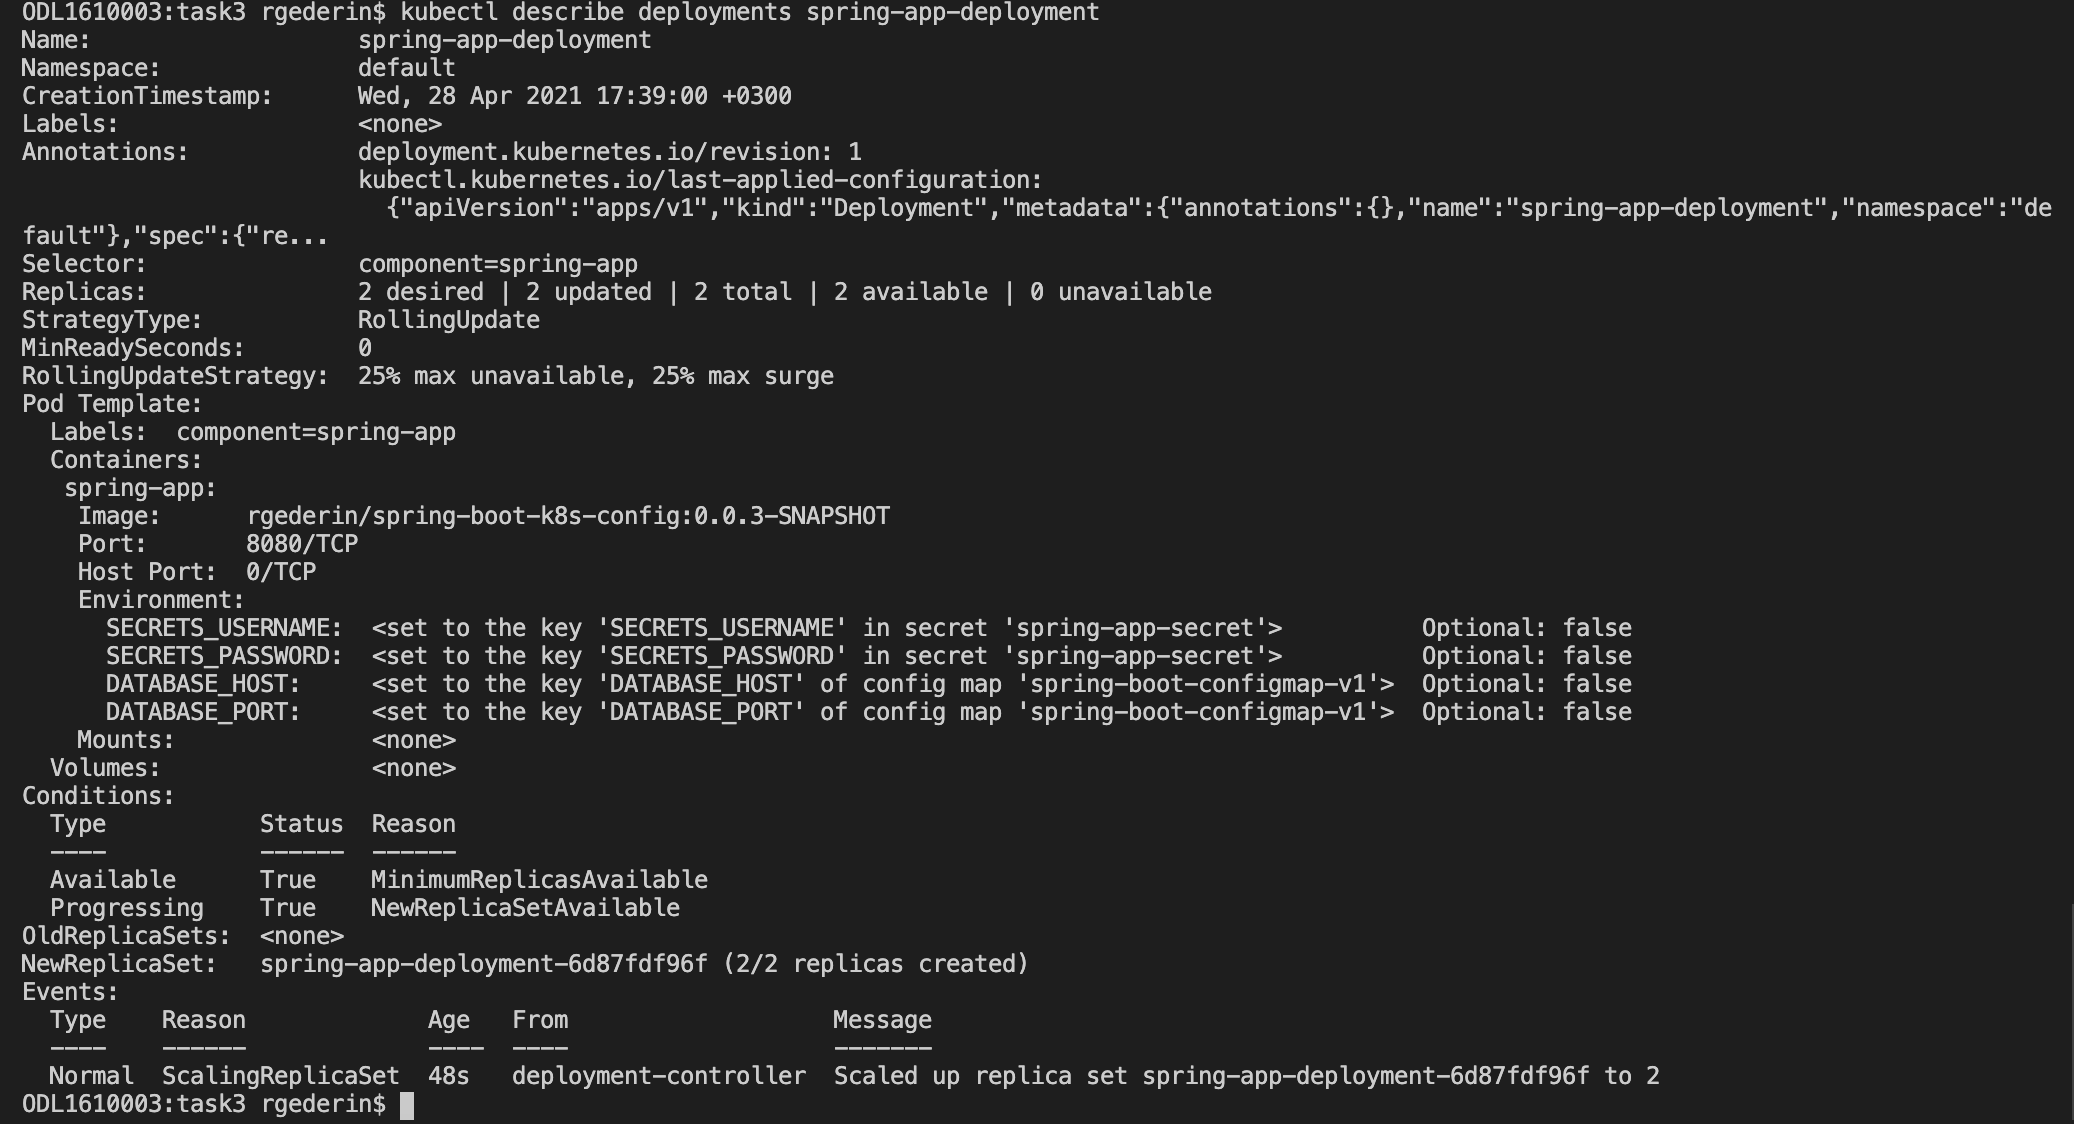 ODL1610003:task3 rgederin$ kubectl describe deployments spring-app-deployment
Name:                   spring-app-deployment
Namespace:              default
CreationTimestamp:      Wed, 28 Apr 2021 17:39:00 +0300
Labels:                 <none>
Annotations:            deployment.kubernetes.io/revision: 1
                        kubectl.kubernetes.io/last-applied-configuration:
                          {"apiVersion":"apps/v1","kind":"Deployment","metadata":{"annotations":{},"name":"spring-app-deployment","namespace":"de
fault"},"spec":{"re...
Selector:               component=spring-app
Replicas:               2 desired | 2 updated | 2 total | 2 available | 0 unavailable
StrategyType:           RollingUpdate
MinReadySeconds:        0
RollingUpdateStrategy:  25% max unavailable, 25% max surge
Pod Template:
  Labels:  component=spring-app
  Containers:
   spring-app:
    Image:      rgederin/spring-boot-k8s-config:0.0.3-SNAPSHOT
    Port:       8080/TCP
    Host Port:  0/TCP
    Environment:
      SECRETS_USERNAME:  <set to the key 'SECRETS_USERNAME' in secret 'spring-app-secret'>          Optional: false
      SECRETS_PASSWORD:  <set to the key 'SECRETS_PASSWORD' in secret 'spring-app-secret'>          Optional: false
      DATABASE_HOST:     <set to the key 'DATABASE_HOST' of config map 'spring-boot-configmap-v1'>  Optional: false
      DATABASE_PORT:     <set to the key 'DATABASE_PORT' of config map 'spring-boot-configmap-v1'>  Optional: false
    Mounts:              <none>
  Volumes:               <none>
Conditions:
  Type           Status  Reason
  ----           ------  ------
  Available      True    MinimumReplicasAvailable
  Progressing    True    NewReplicaSetAvailable
OldReplicaSets:  <none>
NewReplicaSet:   spring-app-deployment-6d87fdf96f (2/2 replicas created)
Events:
  Type    Reason             Age   From                   Message
  ----    ------             ----  ----                   -------
  Normal  ScalingReplicaSet  48s   deployment-controller  Scaled up replica set spring-app-deployment-6d87fdf96f to 2
ODL1610003:task3 rgederin$